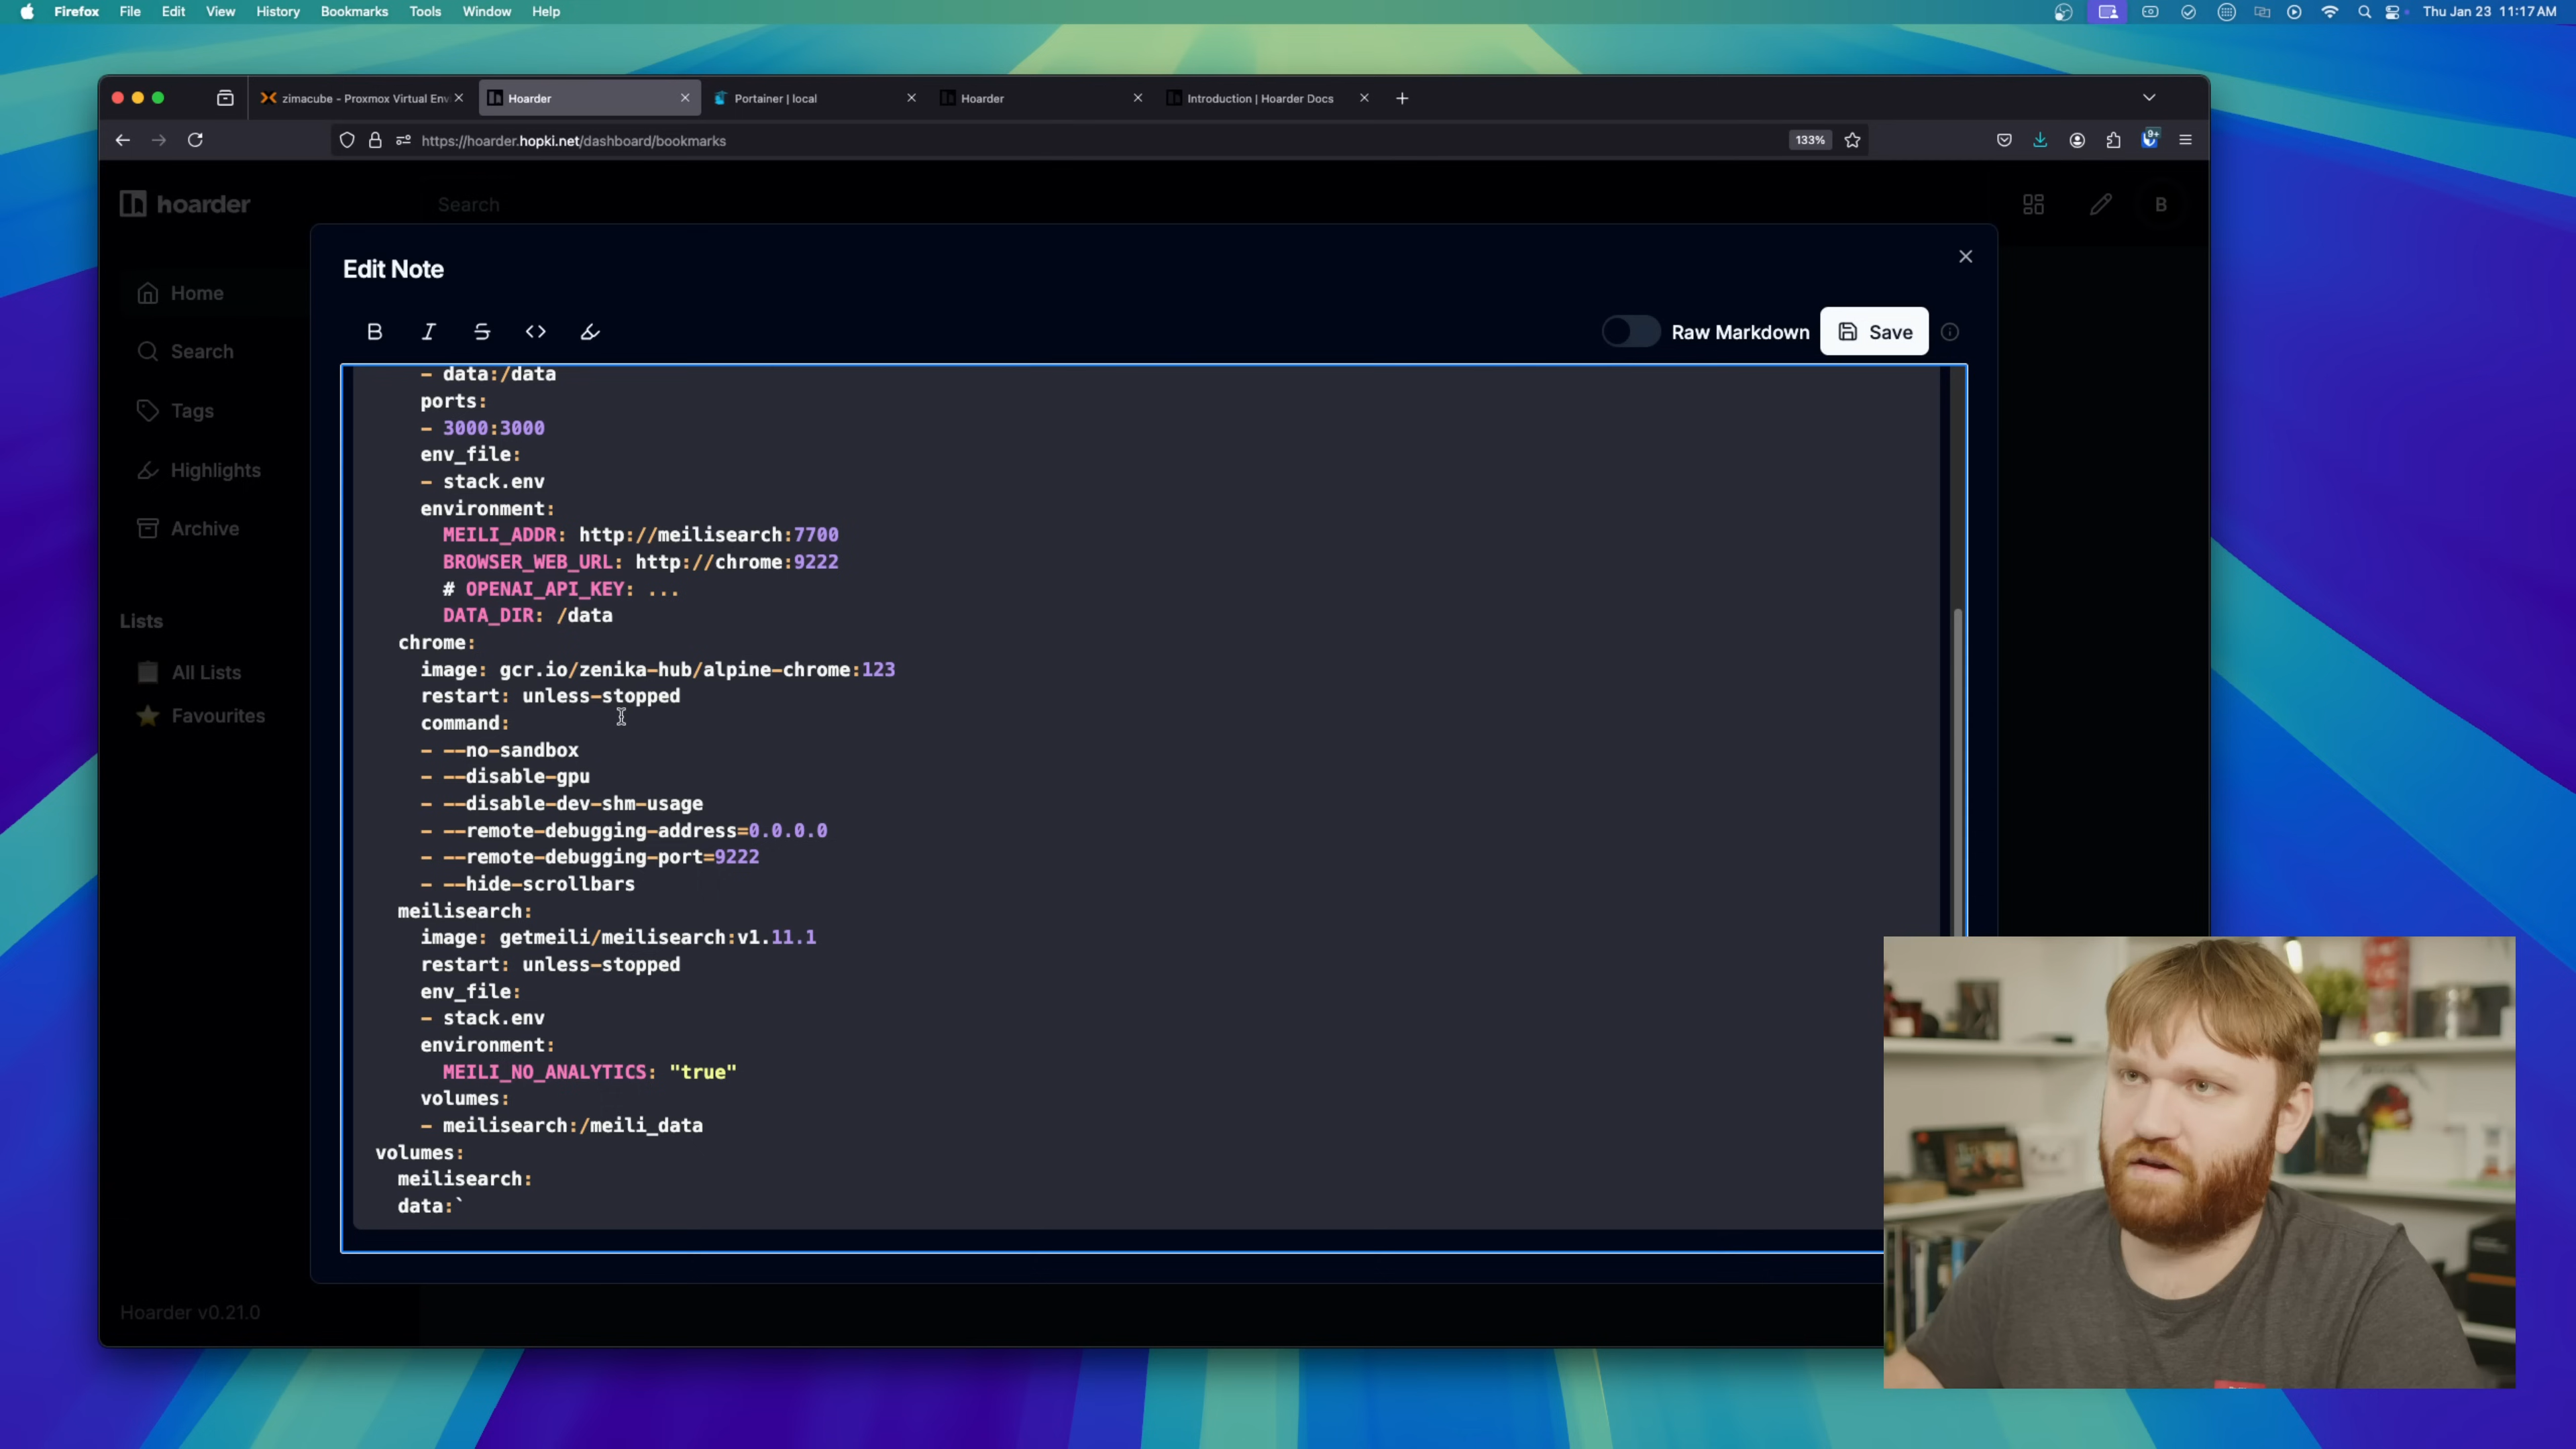 Firefox File Edit View History Bookmarks Tools Window Help
Thu Jan 23 11:17 AM
zimacube - Proxmox Virtual Env
Hoarder
Portainer | local
Hoarder
Introduction | Hoarder Docs
https://hoarder.hopki.net/dashboard/bookmarks
133%
9+
hoarder
Search
B
Edit Note
Home
Search
Tags
Highlights
Archive
Lists
All Lists
Favourites
Hoarder v0.21.0
B I S <>
Raw Markdown
Save
- data:/data
ports:
- 3000:3000
env_file:
- stack.env
environment:
MEILI_ADDR: http://meilisearch:7700
BROWSER_WEB_URL: http://chrome:9222
# OPENAI_API_KEY: ...
DATA_DIR: /data
chrome:
image: gcr.io/zenika-hub/alpine-chrome:123
restart: unless-stopped
command:
- --no-sandbox
- --disable-gpu
- --disable-dev-shm-usage
- --remote-debugging-address=0.0.0.0
- --remote-debugging-port=9222
- --hide-scrollbars
meilisearch:
image: getmeili/meilisearch:v1.11.1
restart: unless-stopped
env_file:
- stack.env
environment:
MEILI_NO_ANALYTICS: "true"
volumes:
- meilisearch:/meili_data
volumes:
meilisearch:
data:`